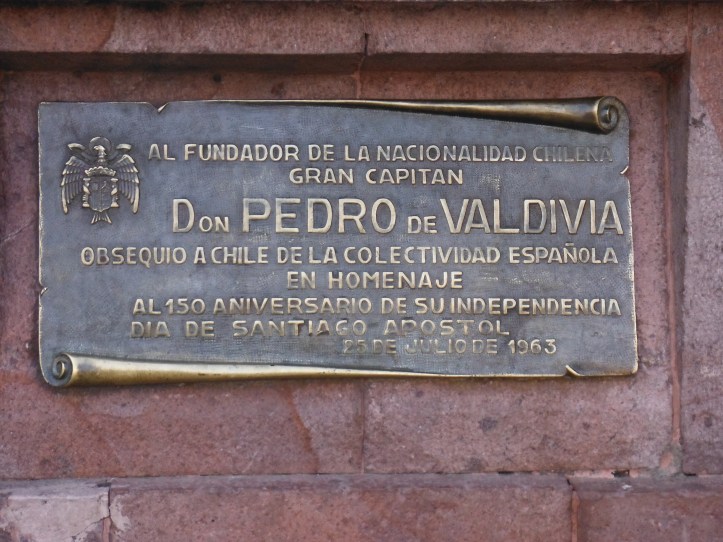 AL FUNDADOR DE LA NACIONALIDAD CHILENA
GRAN CAPITAN
DON PEDRO DE VALDIVIA
OBSEQUIO A CHILE DE LA COLECTIVIDAD ESPAÑOLA
EN HOMENAJE
AL 150 ANIVERSARIO DE SU INDEPENDENCIA
DIA DE SANTIAGO APOSTOL
25 DE JULIO DE 1963